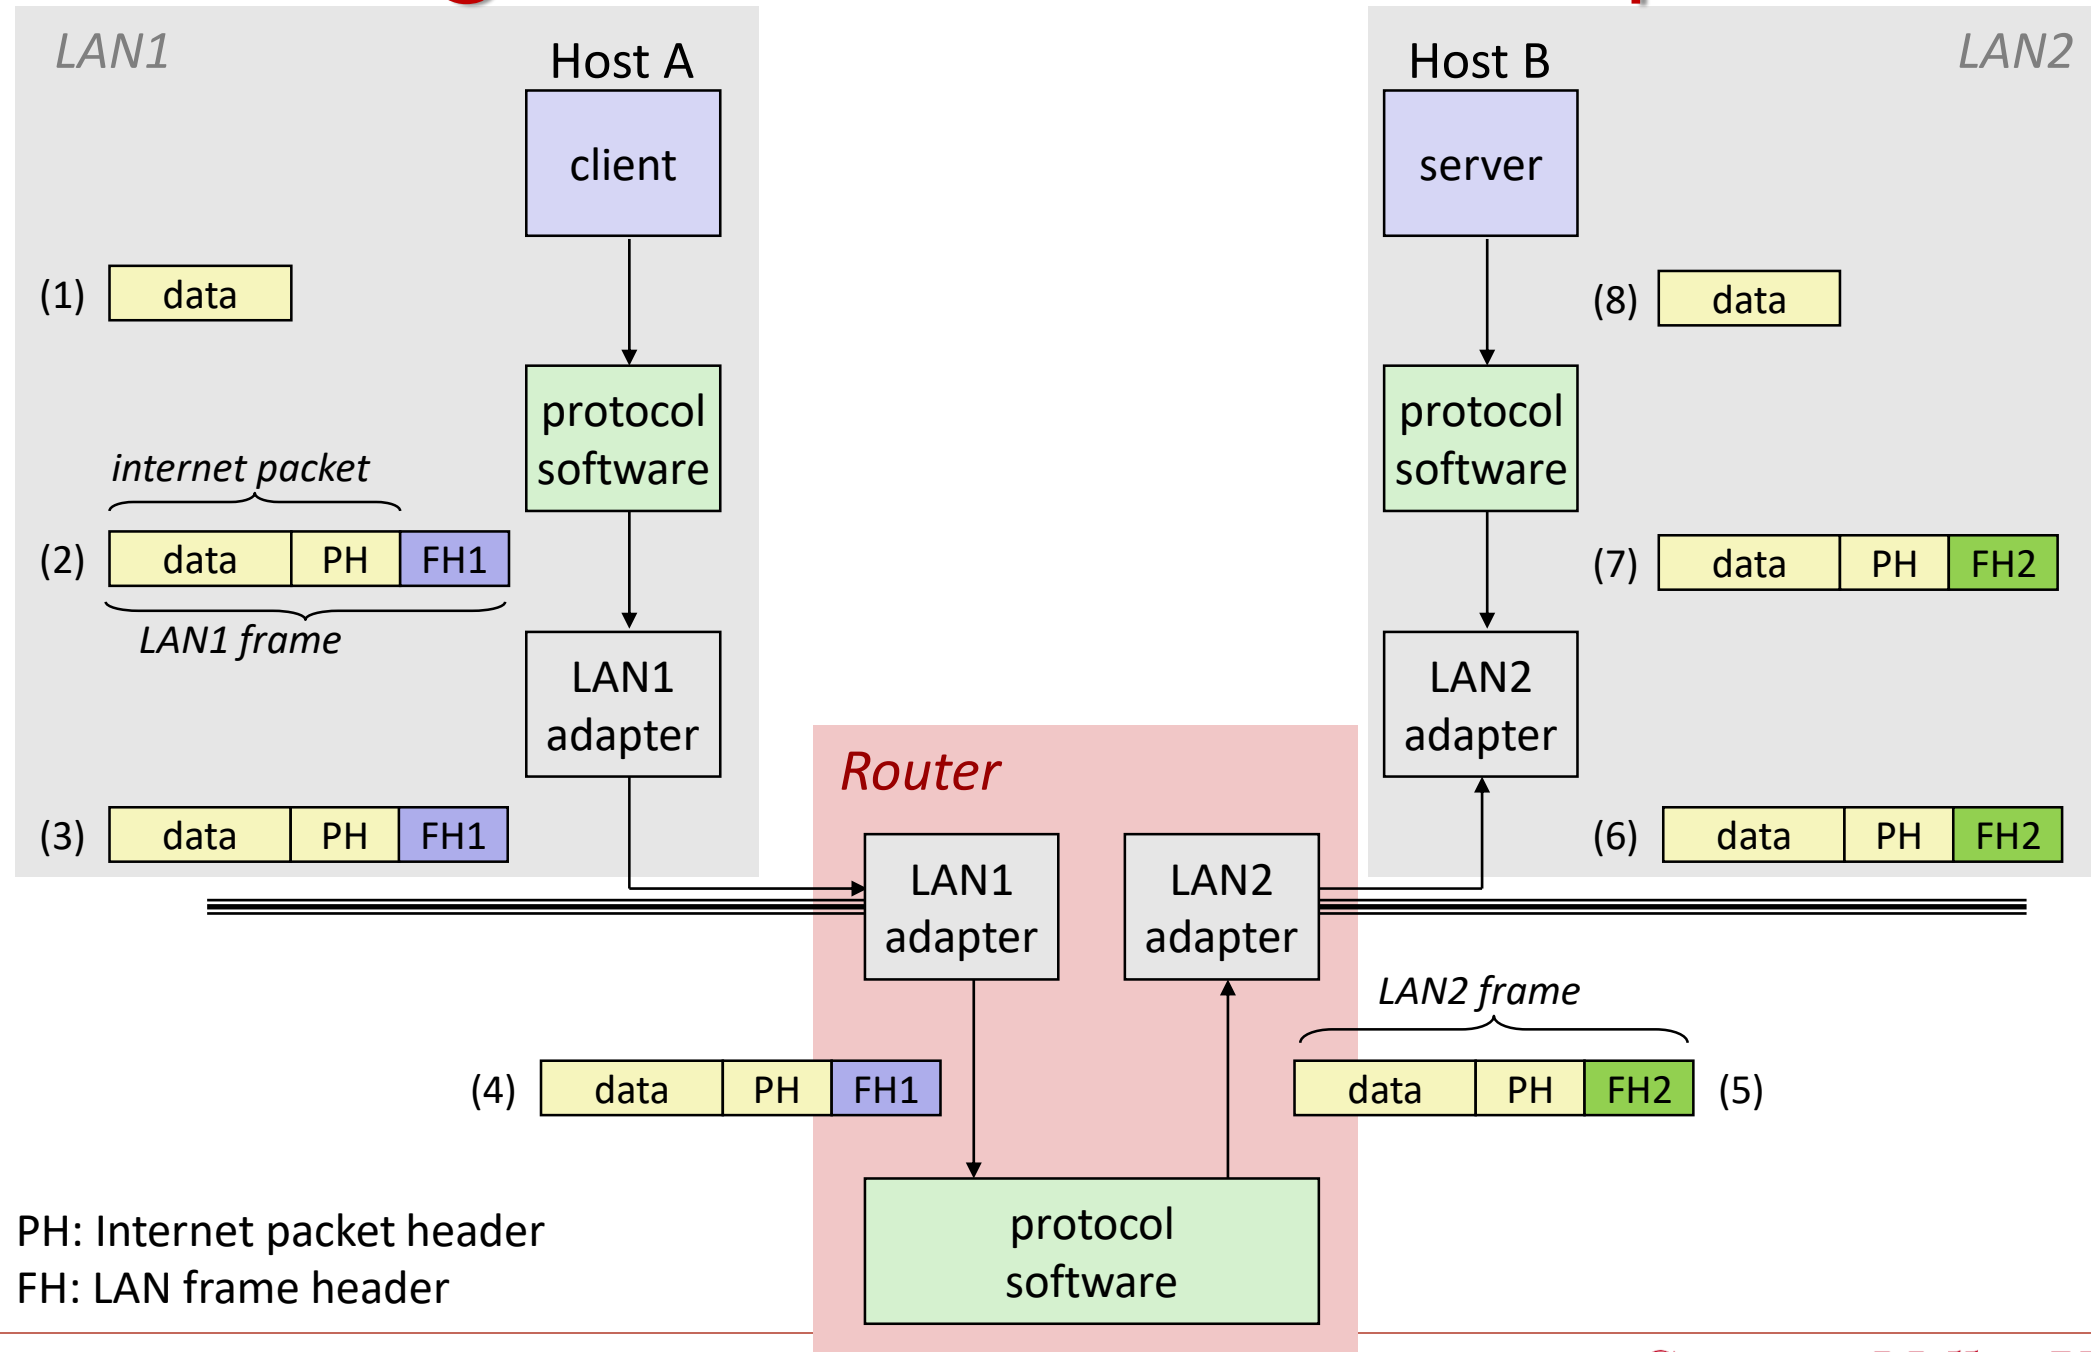 LAN1
Host A
client
(1) data
protocol
software
internet packet
(2) data PH FH1
LAN1 frame
LAN1
adapter
(3) data PH FH1
Router
LAN1
adapter
(4) data PH FH1
protocol
software
LAN2
adapter
LAN2 frame
data PH FH2 (5)
LAN2
Host B
server
(8) data
protocol
software
(7) data PH FH2
LAN2
adapter
(6) data PH FH2
PH: Internet packet header
FH: LAN frame header